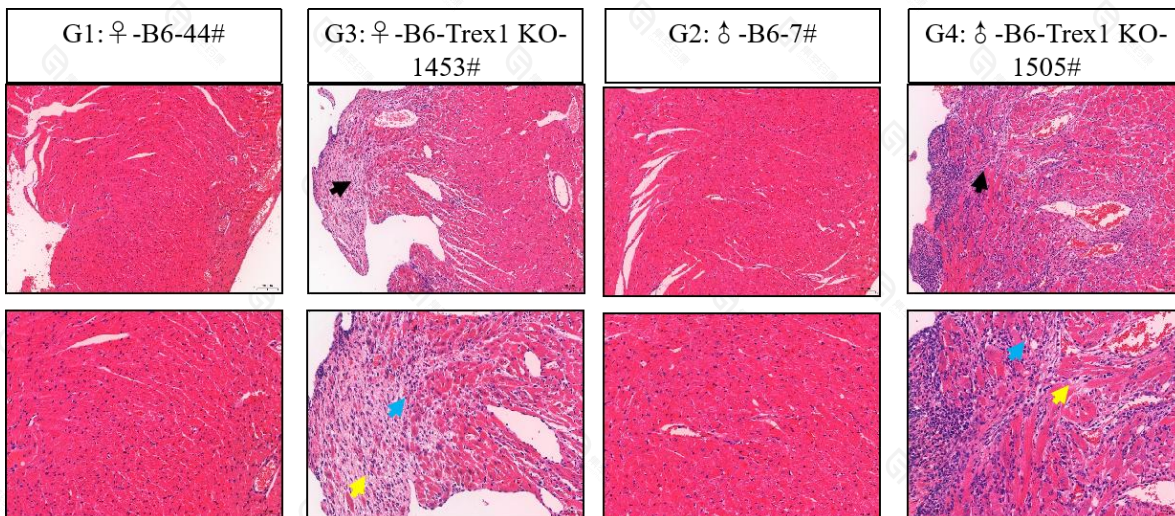 G1: ♀-B6-44#
G3: ♀-B6-Trex1 KO-
1453#
G2: ♂-B6-7#
G4: ♂-B6-Trex1 KO-
1505#